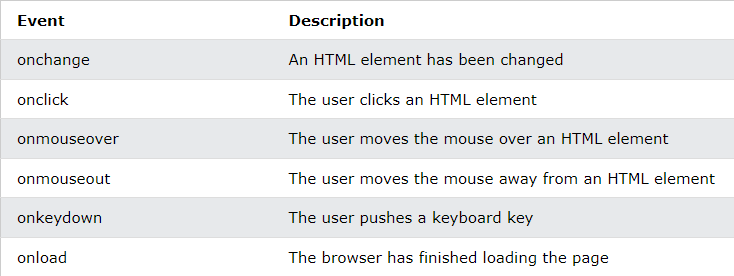 Event Description
onchange An HTML element has been changed
onclick The user clicks an HTML element
onmouseover The user moves the mouse over an HTML element
onmouseout The user moves the mouse away from an HTML element
onkeydown The user pushes a keyboard key
onload The browser has finished loading the page